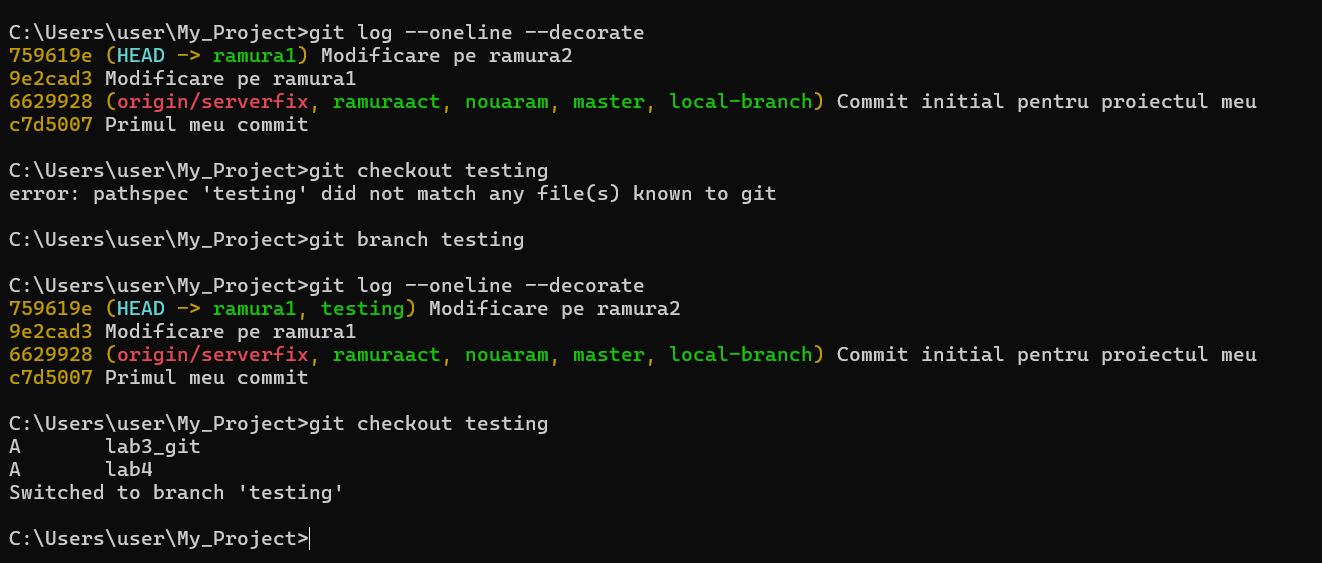 C:\Users\user\My_Project>git log --oneline --decorate
759619e (HEAD -> ramura1) Modificare pe ramura2
9e2cad3 Modificare pe ramura1
6629928 (origin/serverfix, ramuraact, nouaram, master, local-branch) Commit initial pentru proiectul meu
c7d5007 Primul meu commit
C:\Users\user\My_Project>git checkout testing
error: pathspec 'testing' did not match any file(s) known to git
C:\Users\user\My_Project>git branch testing
C:\Users\user\My_Project>git log --oneline --decorate
759619e (HEAD -> ramura1, testing) Modificare pe ramura2
9e2cad3 Modificare pe ramura1
6629928 (origin/serverfix, ramuraact, nouaram, master, local-branch) Commit initial pentru proiectul meu
c7d5007 Primul meu commit
C:\Users\user\My_Project>git checkout testing
A       lab3_git
A       lab4
Switched to branch 'testing'
C:\Users\user\My_Project>